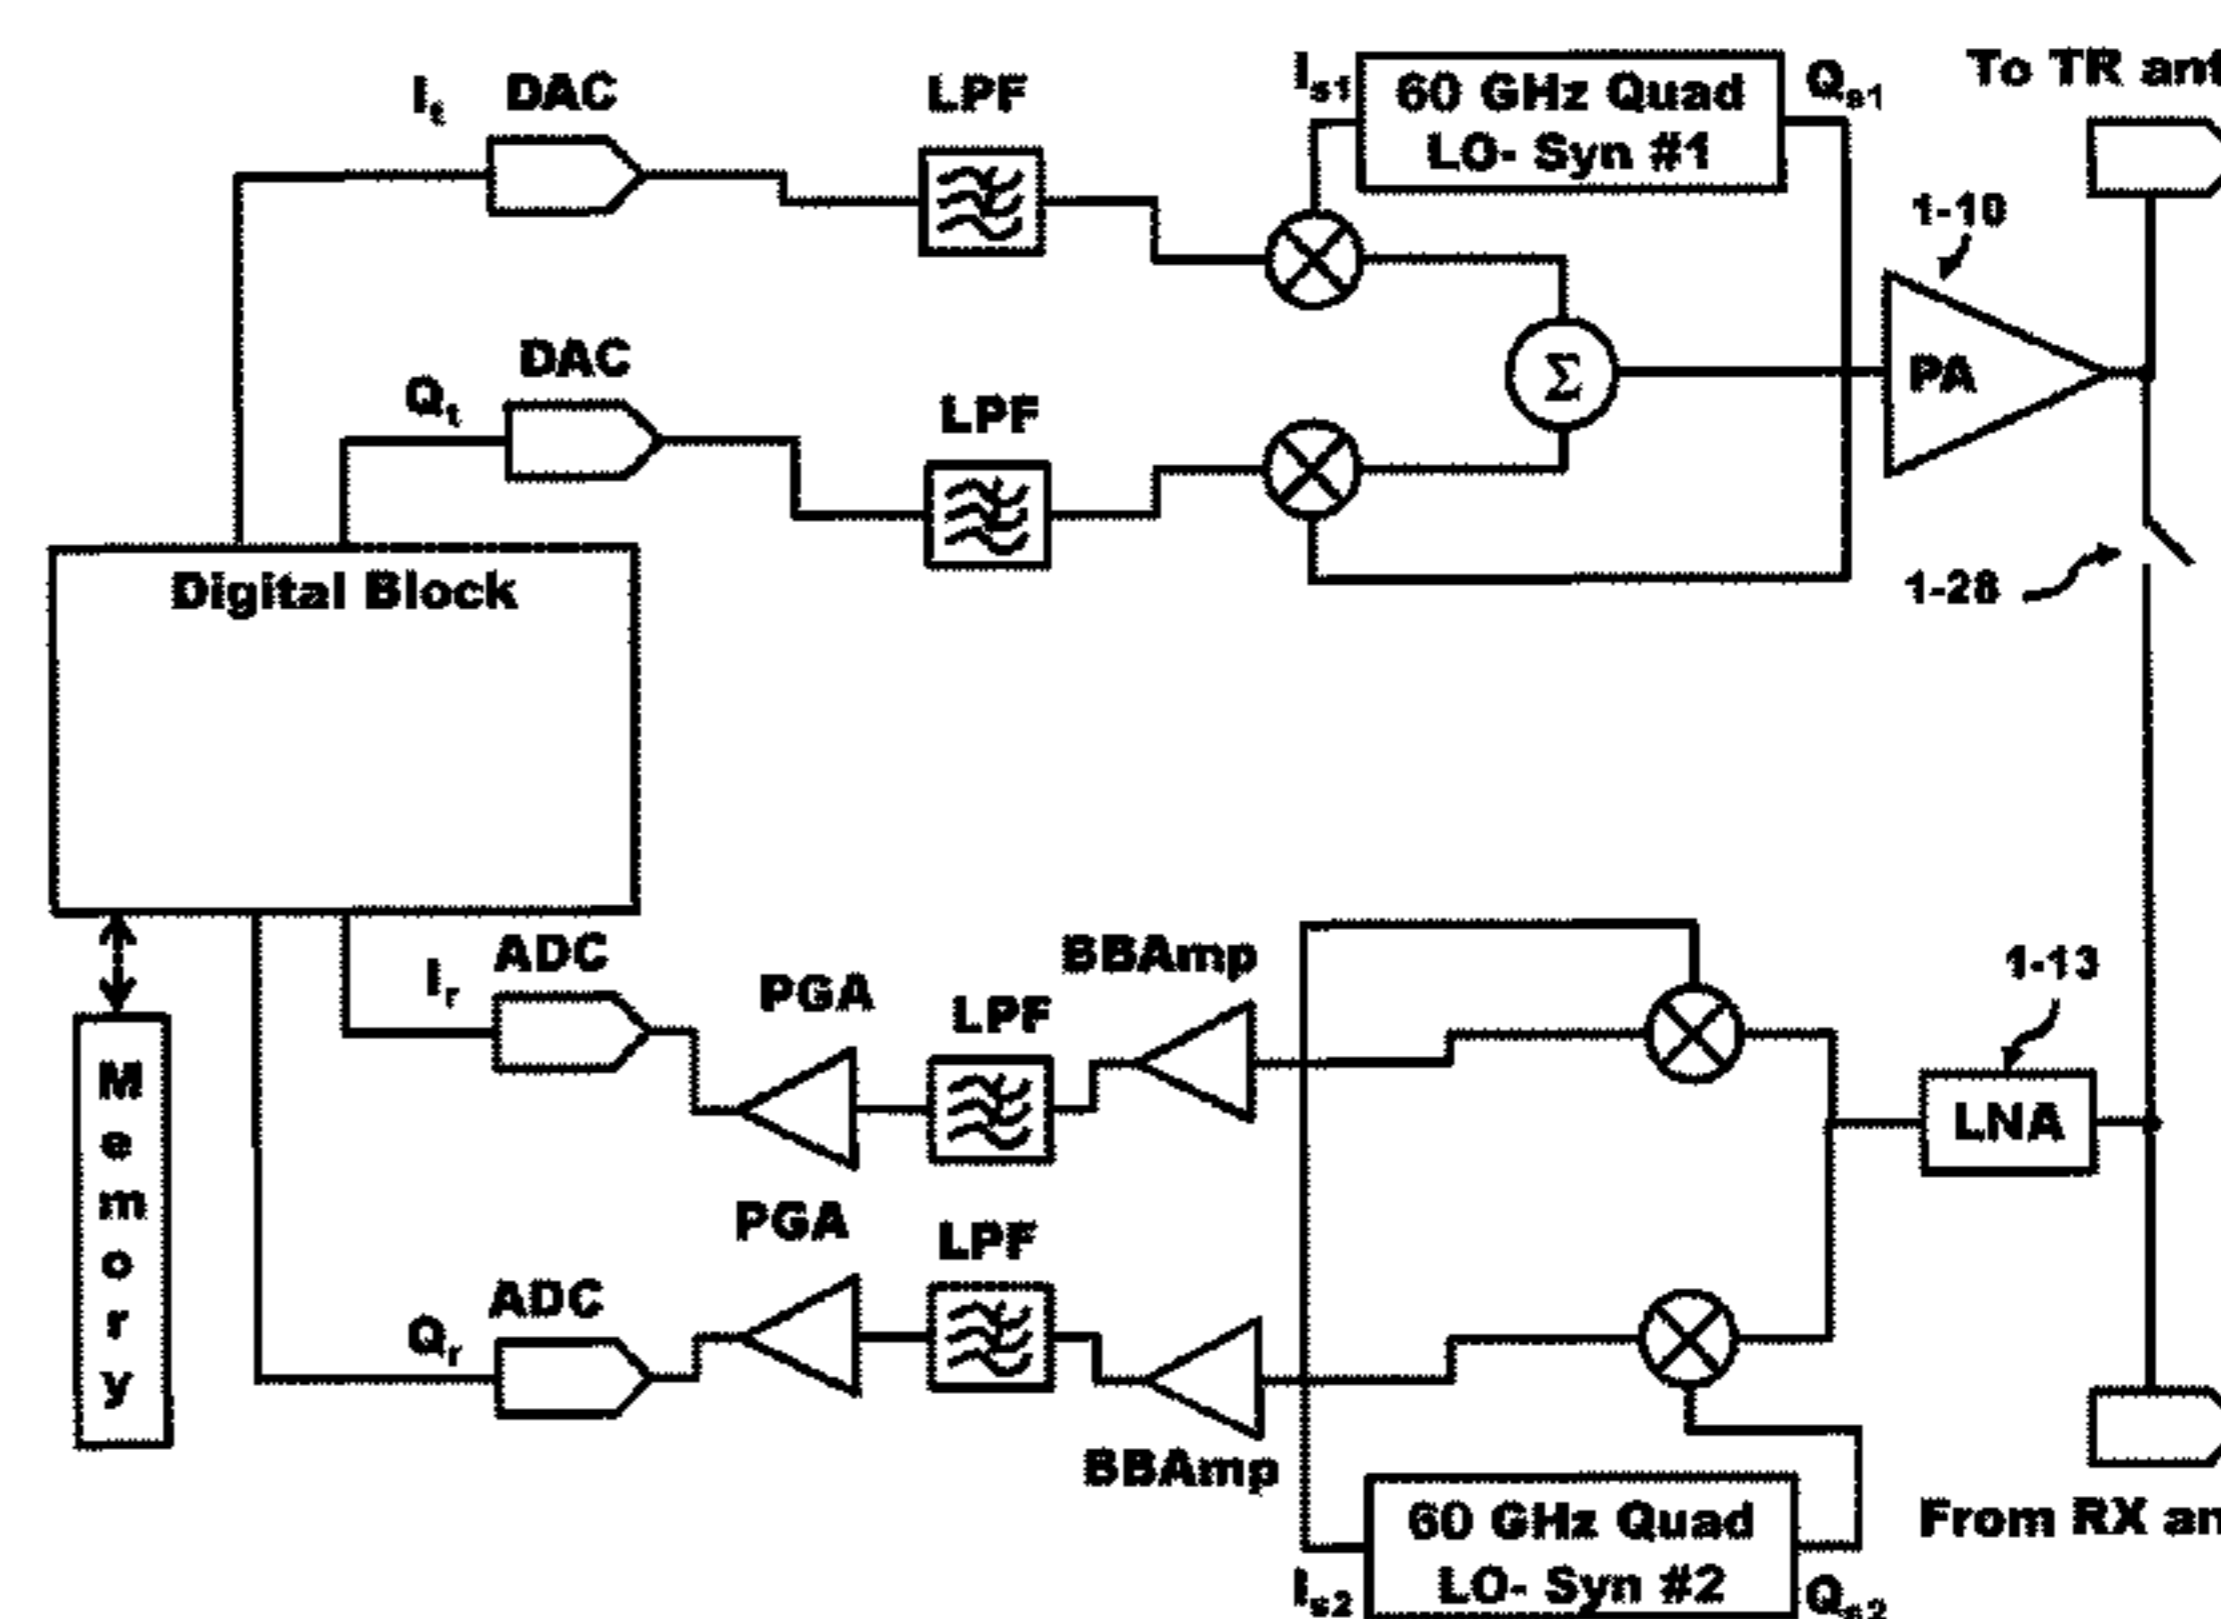 I_t DAC
LPF
I_s1
60 GHz Quad
LO- Syn #1
Q_s1
To TR
1-10
Q_t DAC
LPF
Σ
PA
1-28
Digital Block
I_r ADC
PGA
LPF
BBAmp
1-13
LNA
Memory
PGA
LPF
Q_r ADC
BBAmp
60 GHz Quad
LO- Syn #2
I_s2
Q_s2
From RX